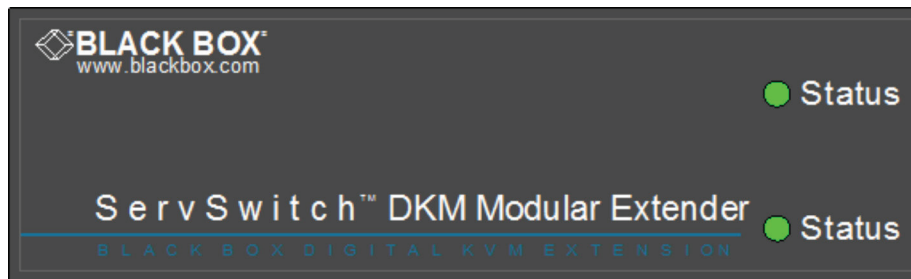 BLACK BOX®
www.blackbox.com
Status
ServSwitch™ DKM Modular Extender
Status
BLACK BOX DIGITAL KVM EXTENSION